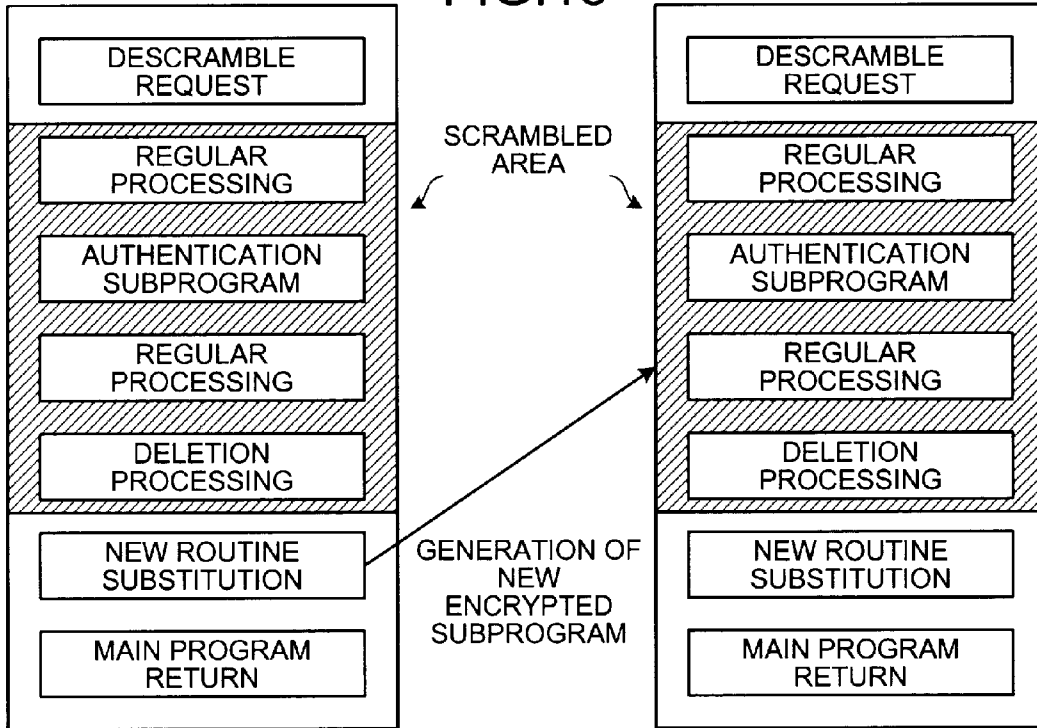 DESCRAMBLE
REQUEST
REGULAR
PROCESSING
AUTHENTICATION
SUBPROGRAM
REGULAR
PROCESSING
DELETION
PROCESSING
NEW ROUTINE
SUBSTITUTION
MAIN PROGRAM
RETURN
SCRAMBLED
AREA
GENERATION OF
NEW
ENCRYPTED
SUBPROGRAM
DESCRAMBLE
REQUEST
REGULAR
PROCESSING
AUTHENTICATION
SUBPROGRAM
REGULAR
PROCESSING
DELETION
PROCESSING
NEW ROUTINE
SUBSTITUTION
MAIN PROGRAM
RETURN